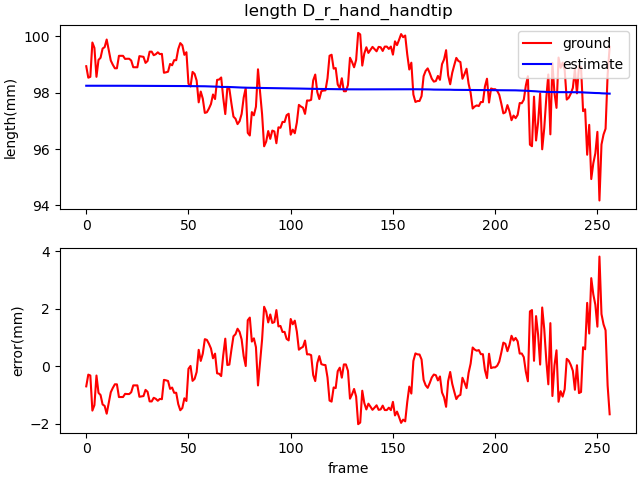 length D_r_hand_handtip
length(mm)
100
98
96
94
ground
estimate
0 50 100 150 200 250
error(mm)
4
2
0
−2
0 50 100 150 200 250
frame